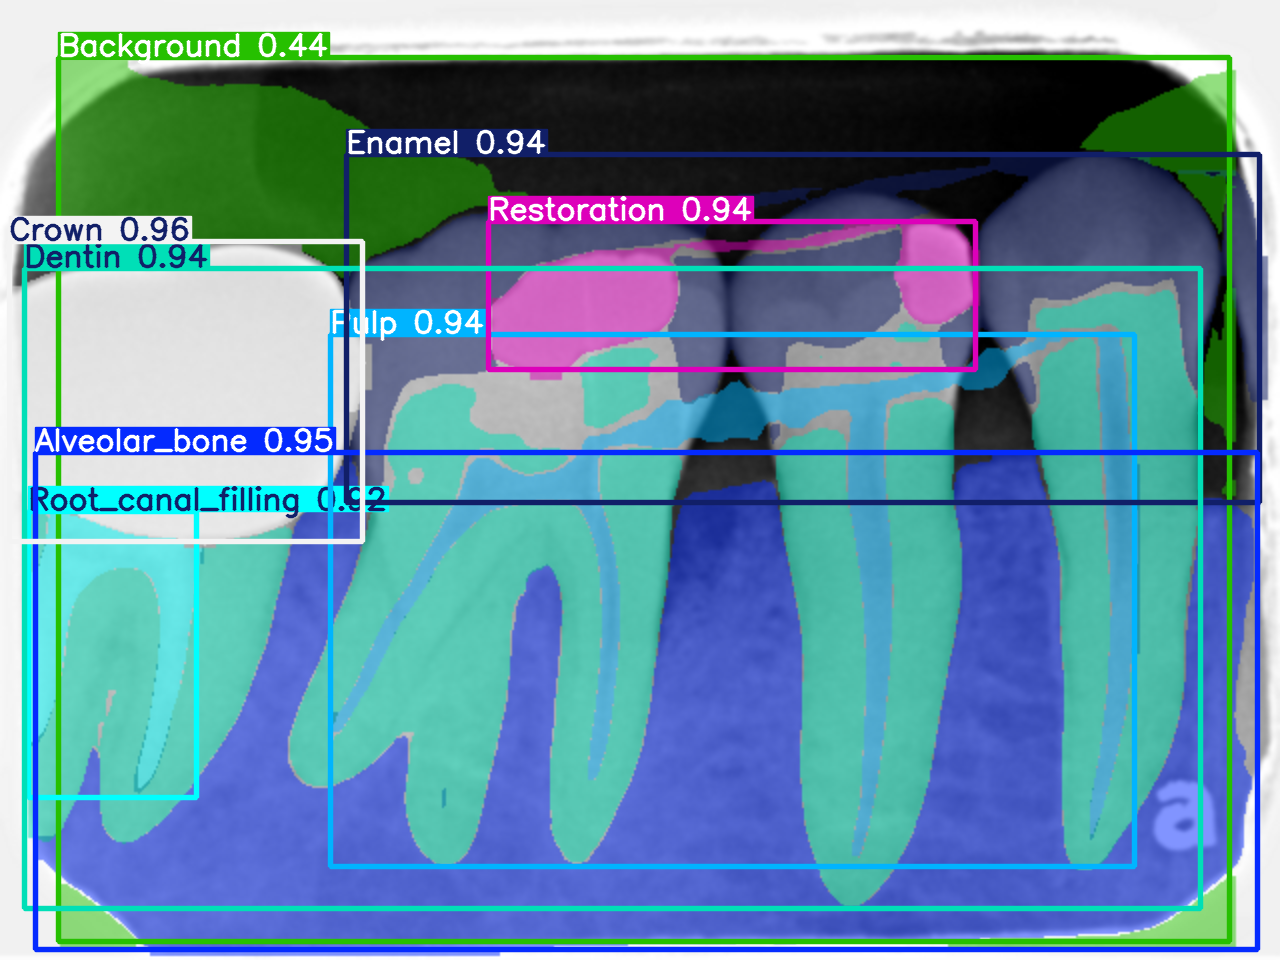 Background 0.44
Enamel 0.94
Restoration 0.94
Crown 0.96
Dentin 0.94
Pulp 0.94
Alveolar_bone 0.95
Root_canal_filling 0.92
a